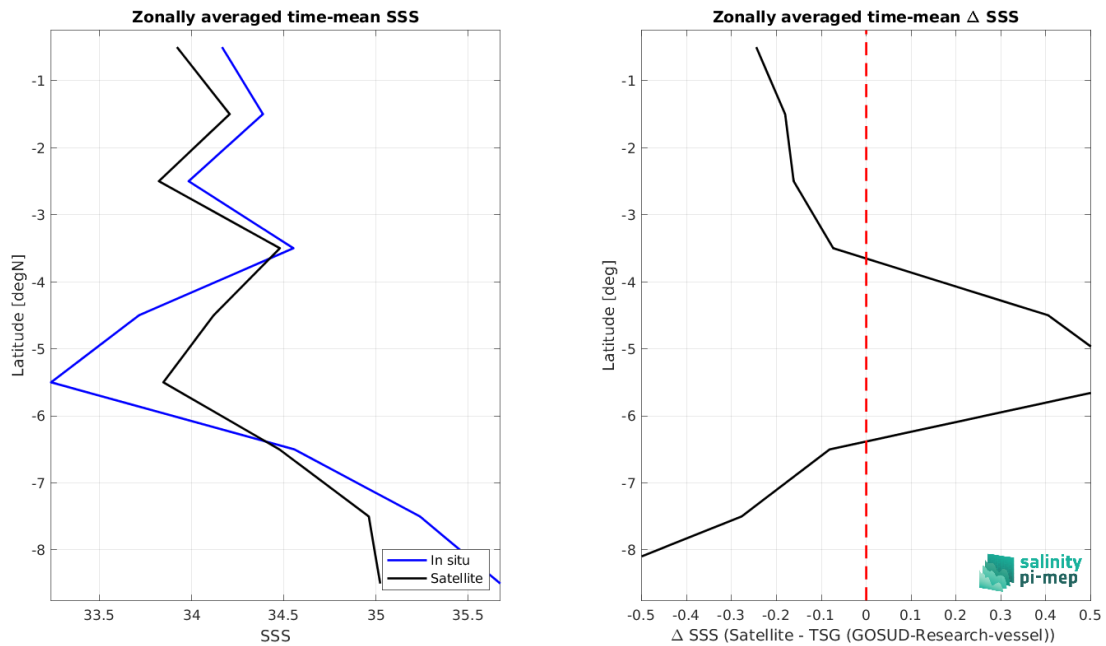 Zonally averaged time-mean SSS
-1
-2
-3
-4
-5
-6
-7
-8
Latitude [degN]
33.5 34 34.5 35 35.5
SSS
In situ
Satellite
Zonally averaged time-mean Δ SSS
-1
-2
-3
-4
-5
-6
-7
-8
Latitude [deg]
-0.5 -0.4 -0.3 -0.2 -0.1 0 0.1 0.2 0.3 0.4 0.5
Δ SSS (Satellite - TSG (GOSUD-Research-vessel))
salinity
pi-mep